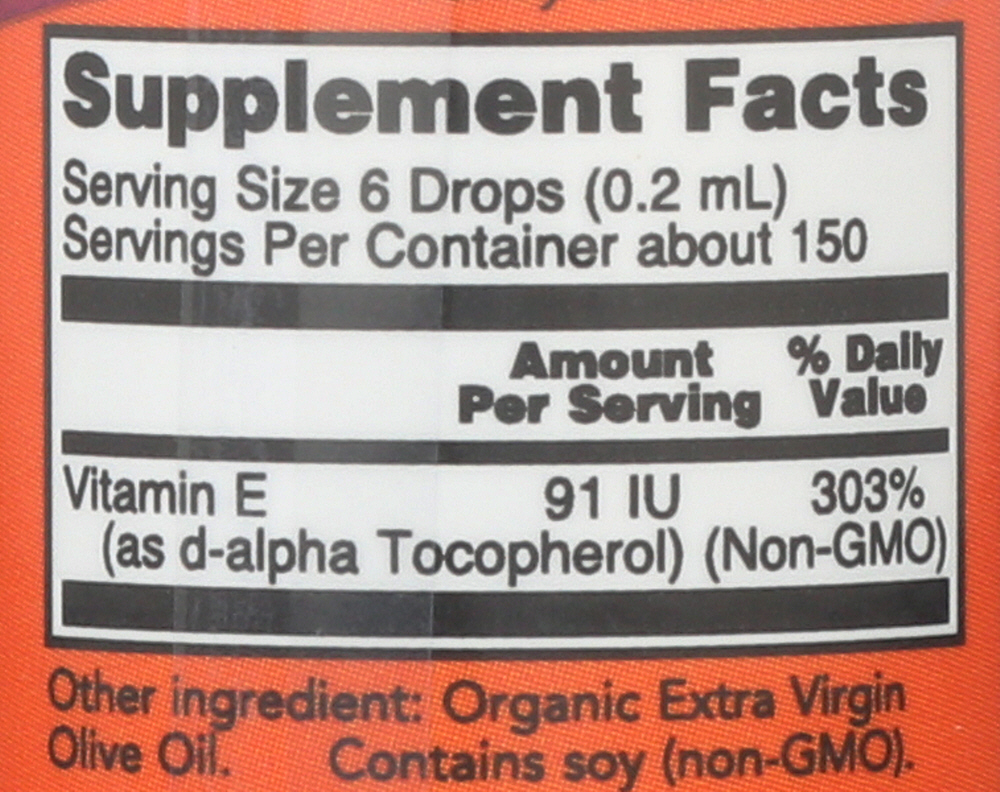 Supplement Facts
Serving Size 6 Drops (0.2 mL)
Servings Per Container about 150
Amount Per Serving
% Daily Value
Vitamin E 91 IU 303%
(as d-alpha Tocopherol) (Non-GMO)
Other ingredient: Organic Extra Virgin
Olive Oil. Contains soy (non-GMO).